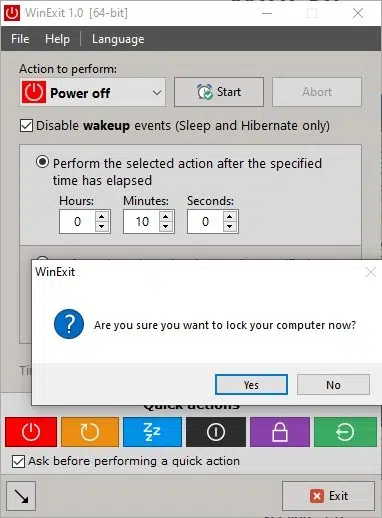 WinExit 1.0 [64-bit]
File Help Language
Action to perform:
Power off
Start
Abort
Disable wakeup events (Sleep and Hibernate only)
Perform the selected action after the specified
time has elapsed
Hours: Minutes: Seconds:
0 10 0
WinExit
Are you sure you want to lock your computer now?
Yes No
Quick actions
Ask before performing a quick action
Exit